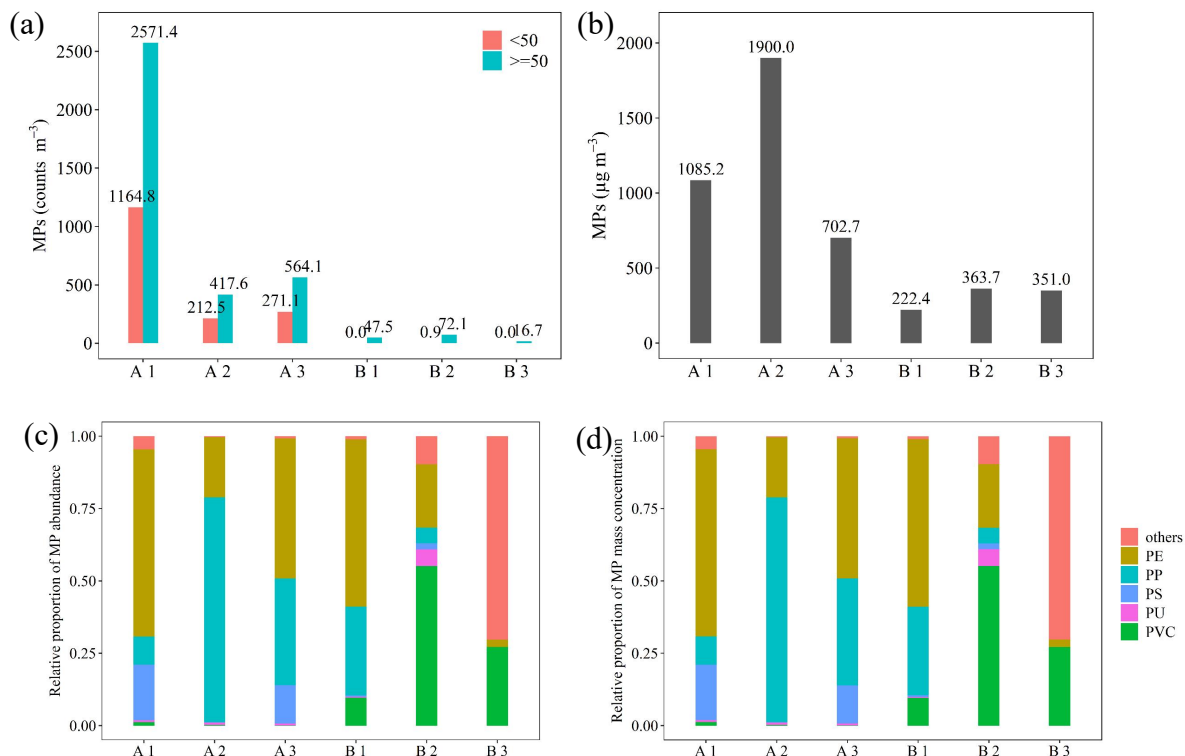 (a)
MPs (counts m⁻³)
2500
2000
1500
1000
500
0
2571.4
1164.8
417.6
212.5
564.1
271.1
0.0
47.5
0.9
72.1
0.0
16.7
<50
>=50
A 1
A 2
A 3
B 1
B 2
B 3
(b)
MPs (µg m⁻³)
2000
1500
1000
500
0
1085.2
1900.0
702.7
222.4
363.7
351.0
A 1
A 2
A 3
B 1
B 2
B 3
(c)
Relative proportion of MP abundance
1.00
0.75
0.50
0.25
0.00
A 1
A 2
A 3
B 1
B 2
B 3
(d)
Relative proportion of MP mass concentration
1.00
0.75
0.50
0.25
0.00
A 1
A 2
A 3
B 1
B 2
B 3
others
PE
PP
PS
PU
PVC